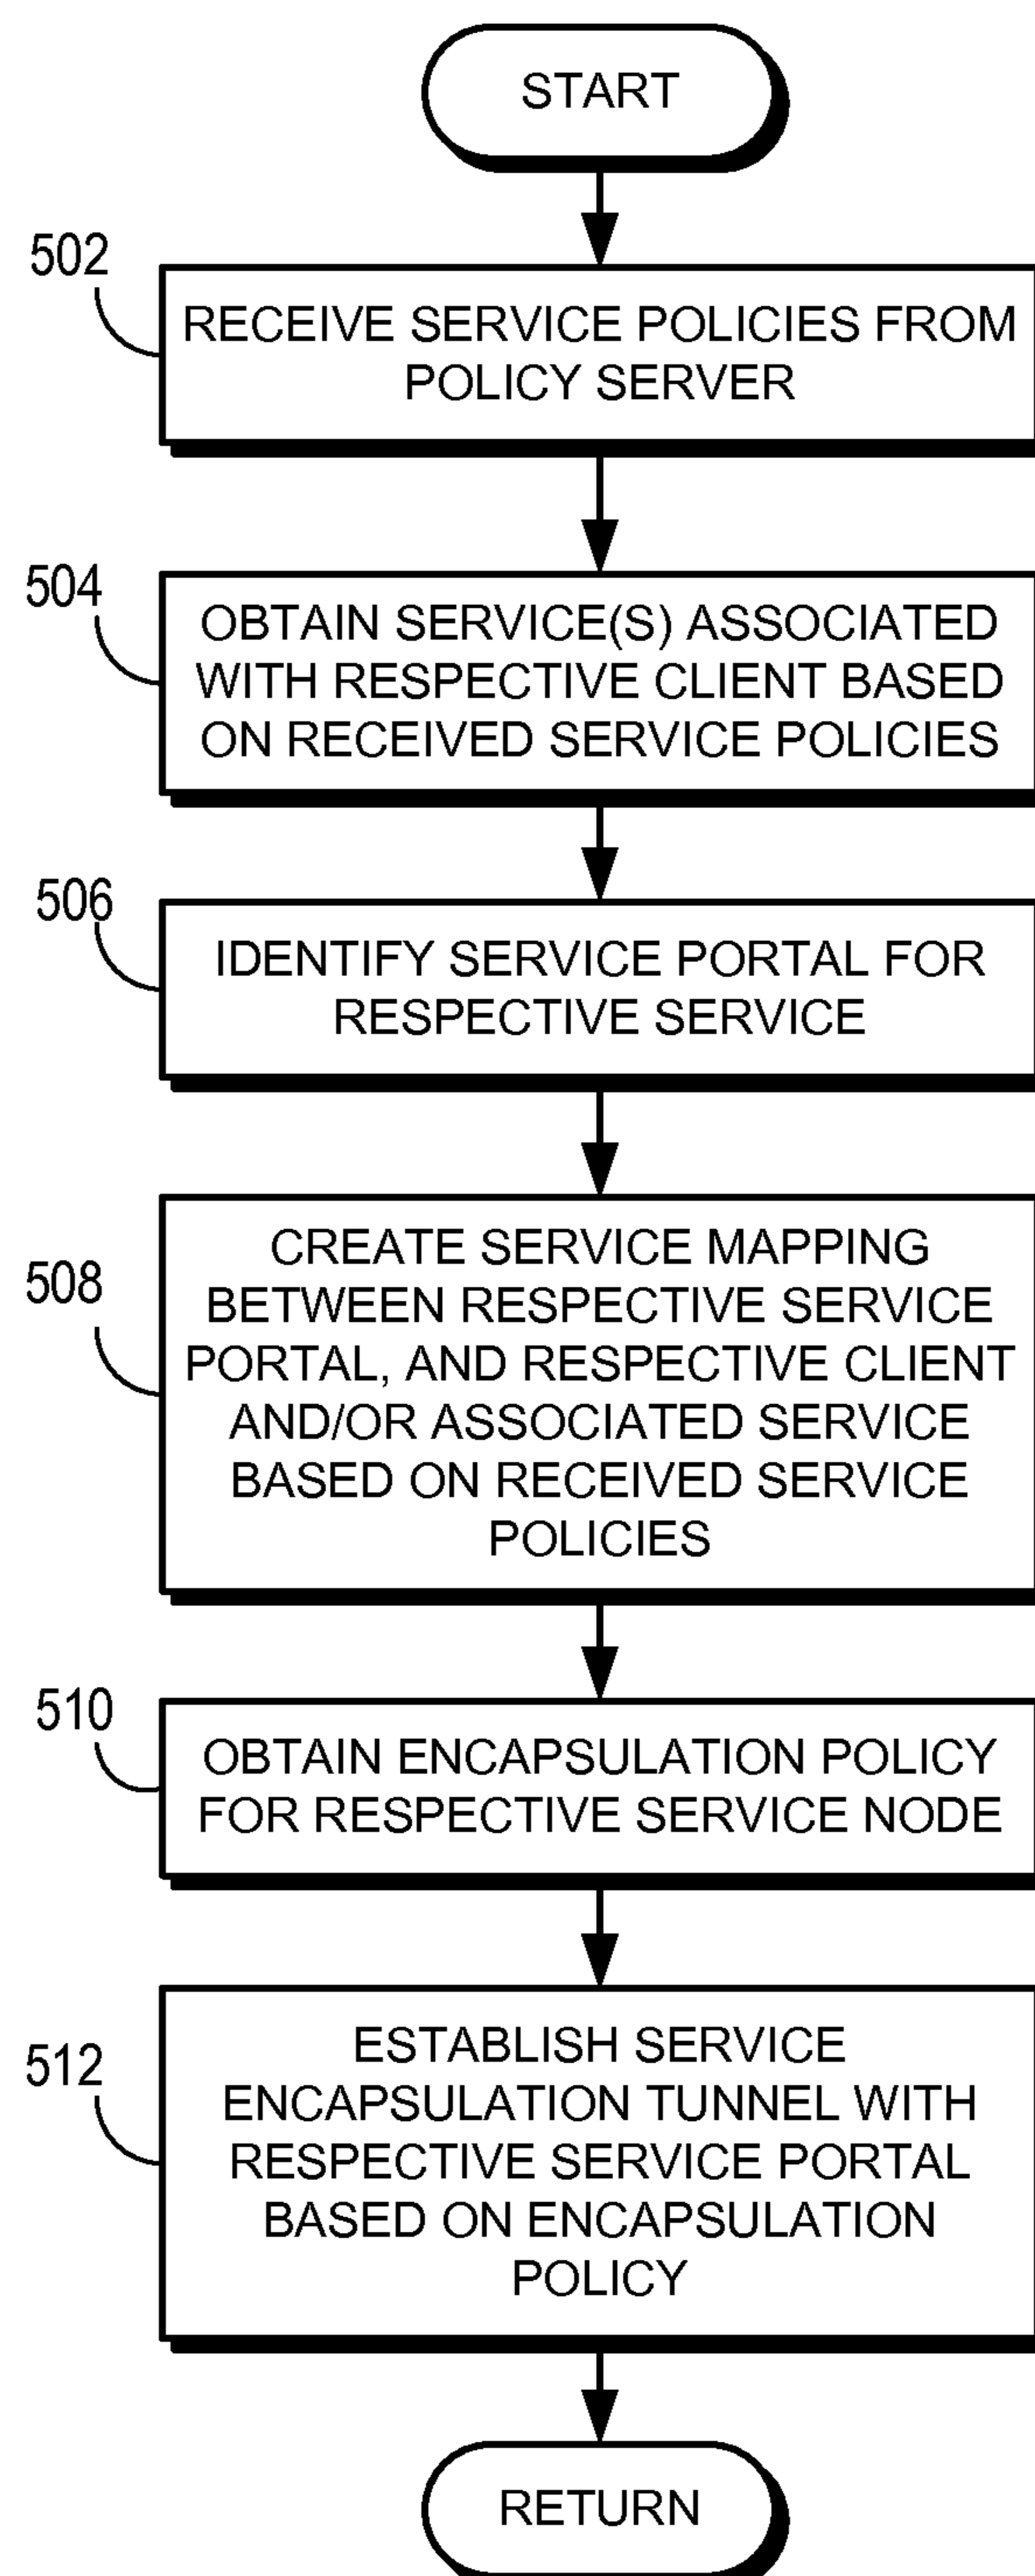 START
502
RECEIVE SERVICE POLICIES FROM
POLICY SERVER
504
OBTAIN SERVICE(S) ASSOCIATED
WITH RESPECTIVE CLIENT BASED
ON RECEIVED SERVICE POLICIES
506
IDENTIFY SERVICE PORTAL FOR
RESPECTIVE SERVICE
508
CREATE SERVICE MAPPING
BETWEEN RESPECTIVE SERVICE
PORTAL, AND RESPECTIVE CLIENT
AND/OR ASSOCIATED SERVICE
BASED ON RECEIVED SERVICE
POLICIES
510
OBTAIN ENCAPSULATION POLICY
FOR RESPECTIVE SERVICE NODE
512
ESTABLISH SERVICE
ENCAPSULATION TUNNEL WITH
RESPECTIVE SERVICE PORTAL
BASED ON ENCAPSULATION
POLICY
RETURN